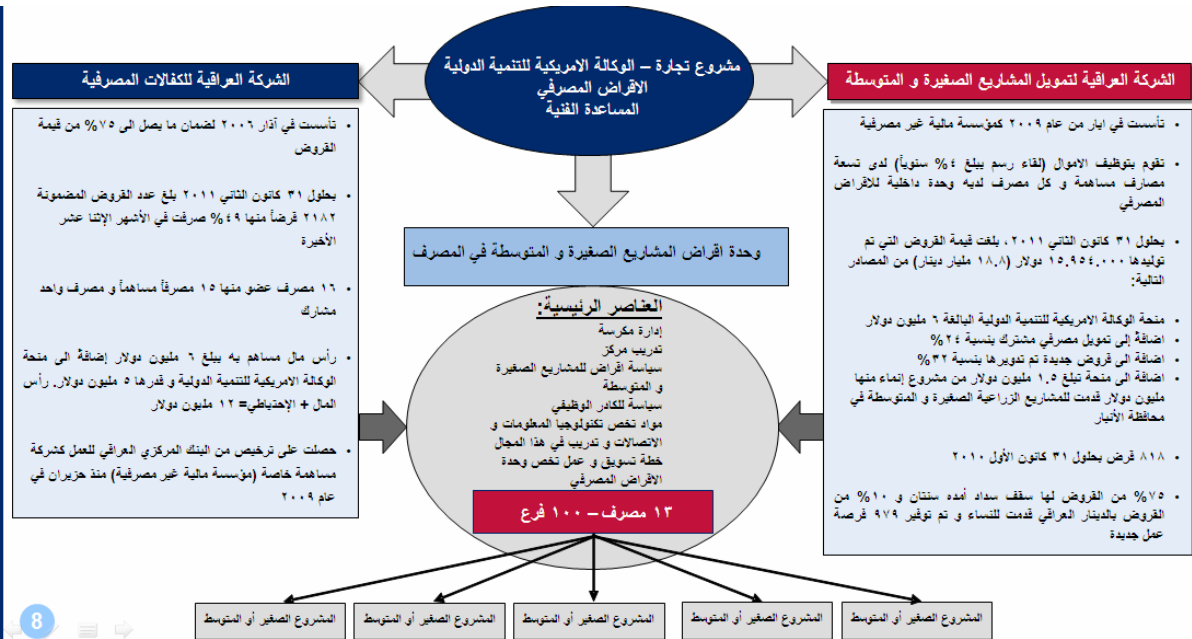 مشروع تجارة – الوكالة الامريكية للتنمية الدولية
الاقراض المصرفي
المساعدة الفنية
الشركة العراقية لتمويل المشاريع الصغيرة و المتوسطة
• تأسست في ايار من عام ٢٠٠٩ كمؤسسة مالية غير مصرفية
• تقوم بتوظيف الاموال (لقاء رسم يبلغ ٤% سنوياً) لدى تسعة
مصارف مساهمة و كل مصرف لديه وحدة داخلية للاقراض
المصرفي
• بحلول ٣١ كانون الثاني ٢٠١١، بلغت قيمة القروض التي تم
توليدها ١٥.٩٥٤.٠٠٠ دولار (١٨.٨ مليار دينار) من المصادر
التالية:
• منحة الوكالة الامريكية للتنمية الدولية البالغة ٦ مليون دولار
• اضافةً إلى تمويل مصرفي مشترك بنسبة ٢٤%
• اضافة الى قروض جديدة تم تدويرها بنسبة ٣٢%
• اضافة الى منحة تبلغ ١.٥ مليون دولار من مشروع إنماء منها
مليون دولار قدمت للمشاريع الزراعية الصغيرة و المتوسطة في
محافظة الأنبار
• ٨١٨ قرض بحلول ٣١ كانون الأول ٢٠١٠
• ٧٥% من القروض لها سقف سداد أمده سنتان و ١٠% من
القروض بالدينار العراقي قدمت للنساء و تم توفير ٩٧٩ فرصة
عمل جديدة
الشركة العراقية للكفالات المصرفية
• تأسست في آذار ٢٠٠٦ لضمان ما يصل الى ٧٥% من قيمة
القروض
• بحلول ٣١ كانون الثاني ٢٠١١ بلغ عدد القروض المضمونة
٢١٨٢ قرضاً منها ٤٩% صرفت في الأشهر الإثنا عشر
الأخيرة
• ١٦ مصرف عضو منها ١٥ مصرفاً مساهماً و مصرف واحد
مشارك
• رأس مال مساهم به يبلغ ٦ مليون دولار إضافةً الى منحة
الوكالة الامريكية للتنمية الدولية و قدرها ٥ مليون دولار. رأس
المال + الإحتياطي= ١٢ مليون دولار
• حصلت على ترخيص من البنك المركزي العراقي للعمل كشركة
مساهمة خاصة (مؤسسة مالية غير مصرفية) منذ حزيران في
عام ٢٠٠٩
وحدة اقراض المشاريع الصغيرة و المتوسطة في المصرف
العناصر الرئيسية:
إدارة مكرسة
تدريب مركز
سياسة اقراض للمشاريع الصغيرة
و المتوسطة
سياسة للكادر الوظيفي
مواد تخص تكنولوجيا المعلومات و
الاتصالات و تدريب في هذا المجال
خطة تسويق و عمل تخص وحدة
الاقراض المصرفي
١٣ مصرف – ١٠٠ فرع
المشروع الصغير أو المتوسط
المشروع الصغير أو المتوسط
المشروع الصغير أو المتوسط
المشروع الصغير أو المتوسط
المشروع الصغير أو المتوسط
8